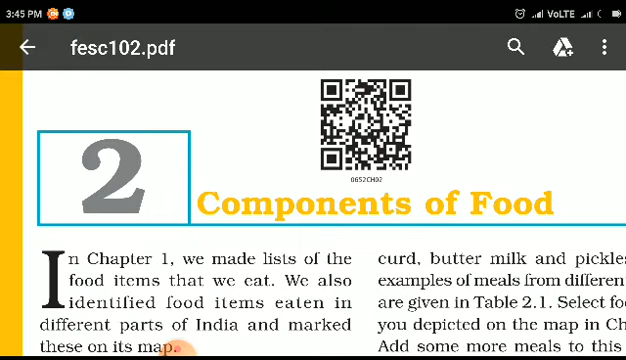 3:45 PM
VoLTE
fesc102.pdf
0652CH02
2
Components of Food
In Chapter 1, we made lists of the
food items that we eat. We also
identified food items eaten in
different parts of India and marked
these on its map.
curd, butter milk and pickles
examples of meals from differen
are given in Table 2.1. Select fo
you depicted on the map in Ch
Add some more meals to this